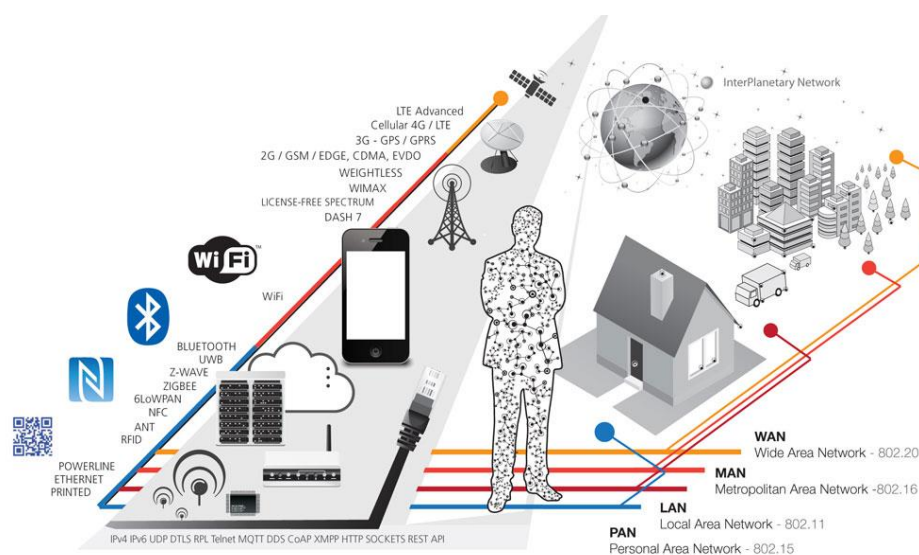 InterPlanetary Network
LTE Advanced
Cellular 4G / LTE
3G - GPS / GPRS
2G / GSM / EDGE, CDMA, EVDO
WEIGHTLESS
WIMAX
LICENSE-FREE SPECTRUM
DASH 7
WiFi™
WiFi
BLUETOOTH
UWB
Z-WAVE
ZIGBEE
6LoWPAN
NFC
ANT
RFID
POWERLINE
ETHERNET
PRINTED
WAN
Wide Area Network - 802.20
MAN
Metropolitan Area Network -802.16
LAN
Local Area Network - 802.11
PAN
Personal Area Network - 802.15
IPv4 IPv6 UDP DTLS RPL Telnet MQTT DDS CoAP XMPP HTTP SOCKETS REST API